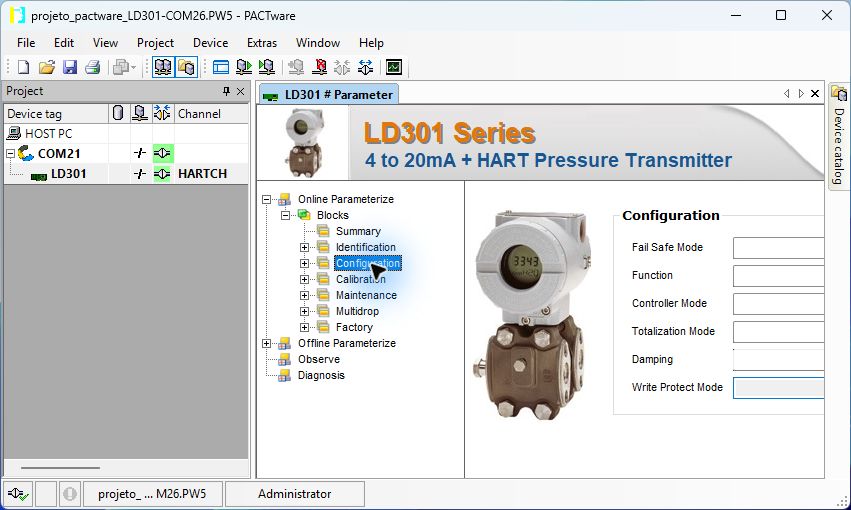 projeto_pactware_LD301-COM26.PW5 - PACTware
File Edit View Project Device Extras Window Help
Project
Device tag Channel
HOST PC
COM21
LD301 HARTCH
LD301 # Parameter
LD301 Series
4 to 20mA + HART Pressure Transmitter
Online Parameterize
Blocks
Summary
Identification
Configuration
Calibration
Maintenance
Multidrop
Factory
Offline Parameterize
Observe
Diagnosis
3343
Configuration
Fail Safe Mode
Function
Controller Mode
Totalization Mode
Damping
Write Protect Mode
Device catalog
projeto_ ... M26.PW5 Administrator